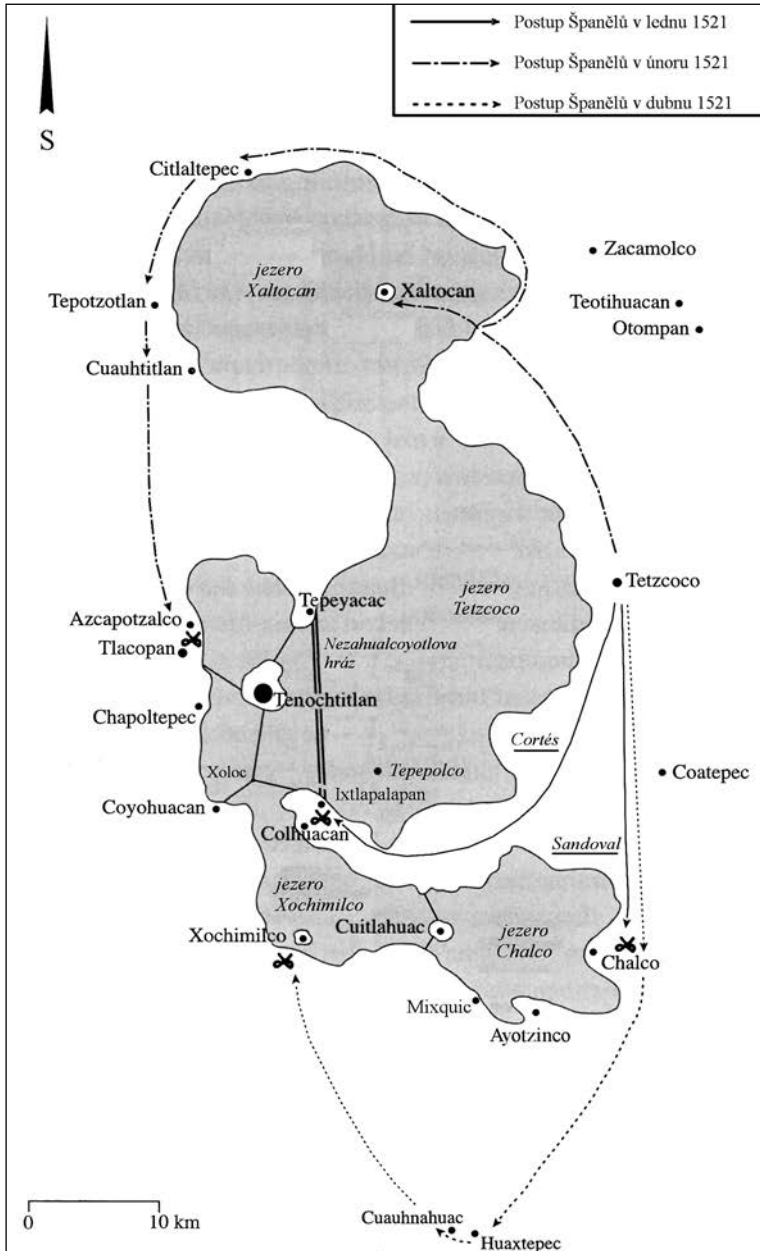 Postup Španělů v lednu 1521
Postup Španělů v únoru 1521
Postup Španělů v dubnu 1521
S
Citlaltepec
jezero
Xaltocan
Xaltocan
Zacamolco
Teotihuacan
Otompan
Tepotzotlan
Cuauhtitlan
Tetzcoco
jezero
Tetzcoco
Tepeyacac
Azcapotzalco
Tlacopan
Nezahualcoyotlova
hráz
Tenochtitlan
Chapoltepec
Cortés
Xoloc
Tepepolco
Coatepec
Coyohuacan
Ixtlapalapan
Colhuacan
Sandoval
jezero
Xochimilco
Xochimilco
Cuitlahuac
jezero
Chalco
Chalco
Mixquic
Ayotzinco
0
10 km
Cuauhnahuac
Huaxtepec